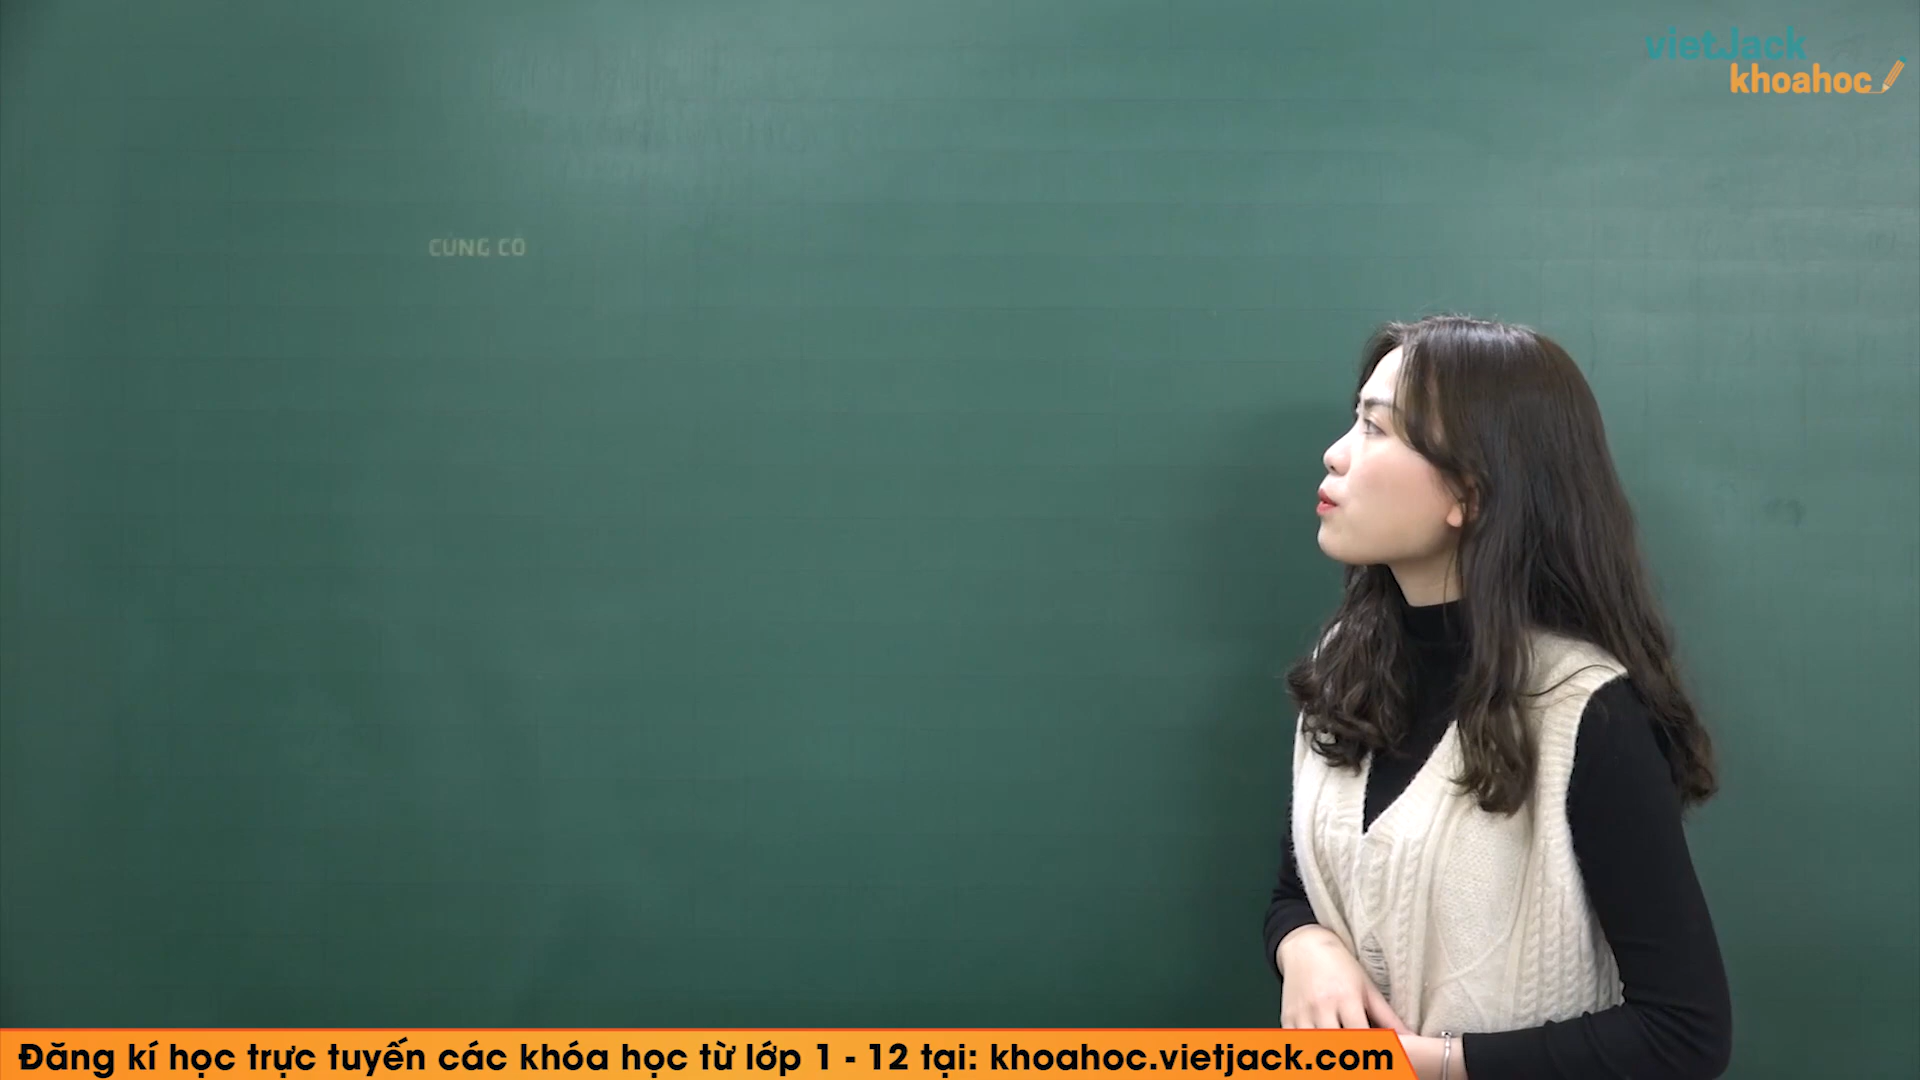 vietJack
khoahoc
CỦNG CỐ
Đăng kí học trực tuyến các khóa học từ lớp 1 - 12 tại: khoahoc.vietjack.com